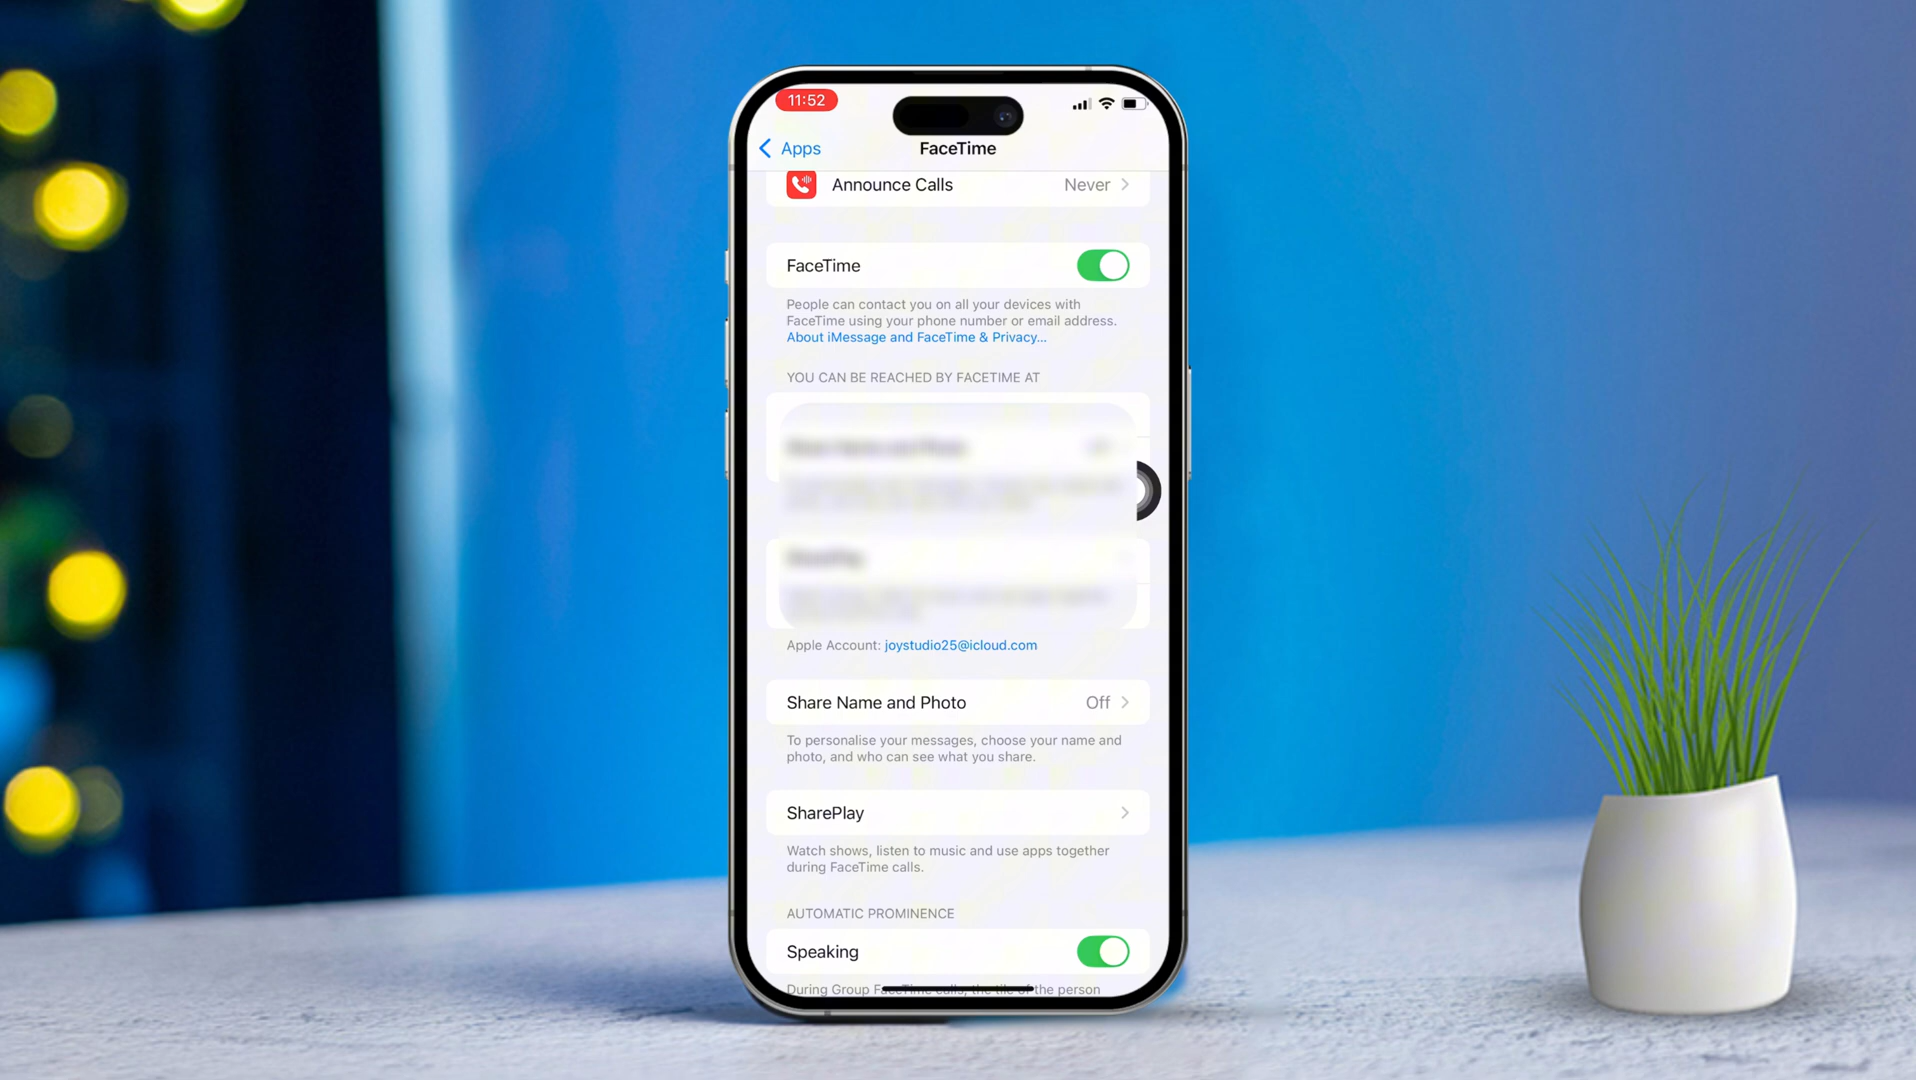 11:52
Apps
FaceTime
Announce Calls Never
FaceTime
People can contact you on all your devices with
FaceTime using your phone number or email address.
About iMessage and FaceTime & Privacy...
YOU CAN BE REACHED BY FACETIME AT
Apple Account: joystudio25@icloud.com
Share Name and Photo Off
To personalise your messages, choose your name and
photo, and who can see what you share.
SharePlay
Watch shows, listen to music and use apps together
during FaceTime calls.
AUTOMATIC PROMINENCE
Speaking
During Group FaceTime calls, the tile of the person